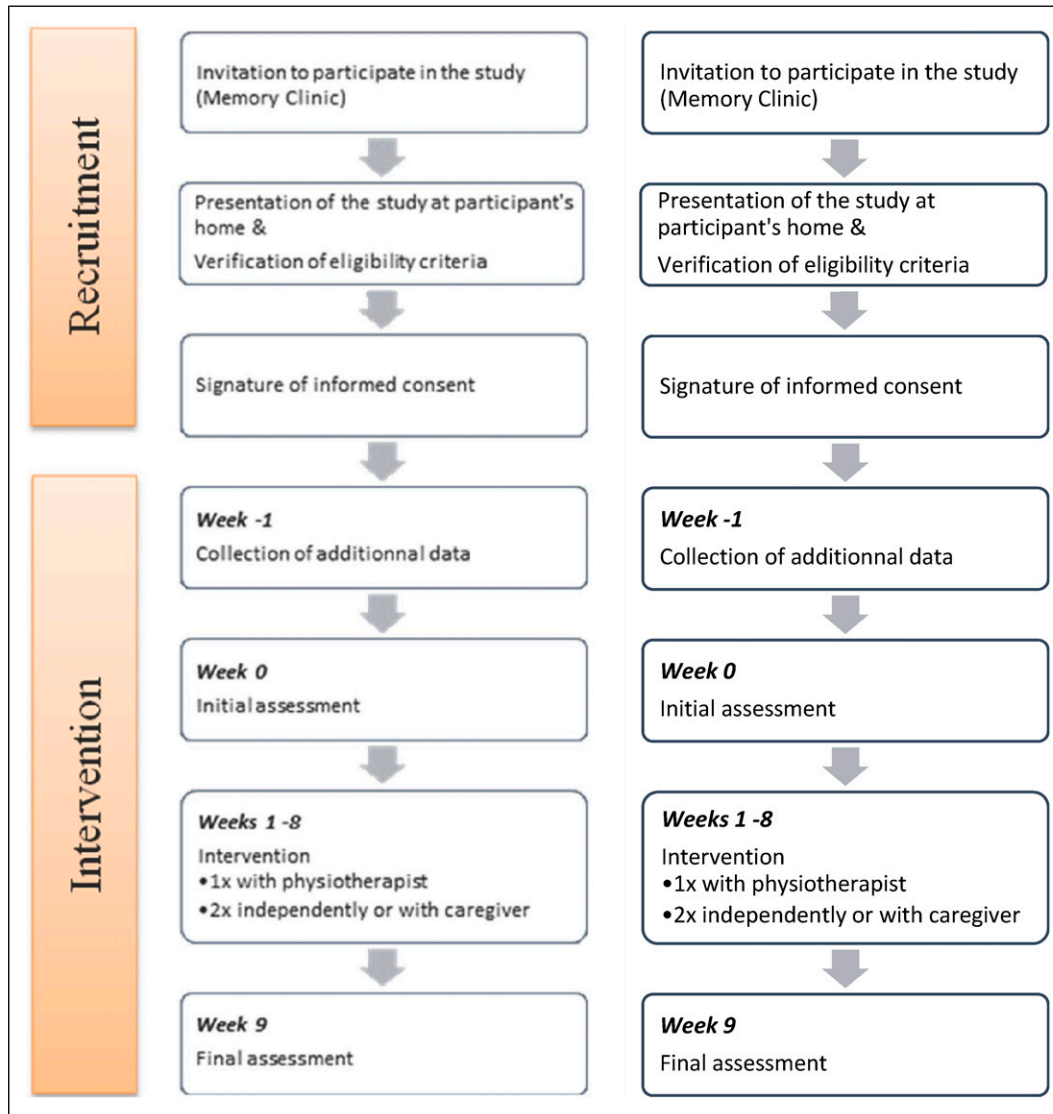 Recruitment
Invitation to participate in the study
(Memory Clinic)
Presentation of the study at participant's
home &
Verification of eligibility criteria
Signature of informed consent
Intervention
Week -1
Collection of additionnal data
Week 0
Initial assessment
Weeks 1 -8
Intervention
•1x with physiotherapist
•2x independently or with caregiver
Week 9
Final assessment
Invitation to participate in the study
(Memory Clinic)
Presentation of the study at
participant's home &
Verification of eligibility criteria
Signature of informed consent
Week -1
Collection of additionnal data
Week 0
Initial assessment
Weeks 1 -8
Intervention
•1x with physiotherapist
•2x independently or with caregiver
Week 9
Final assessment